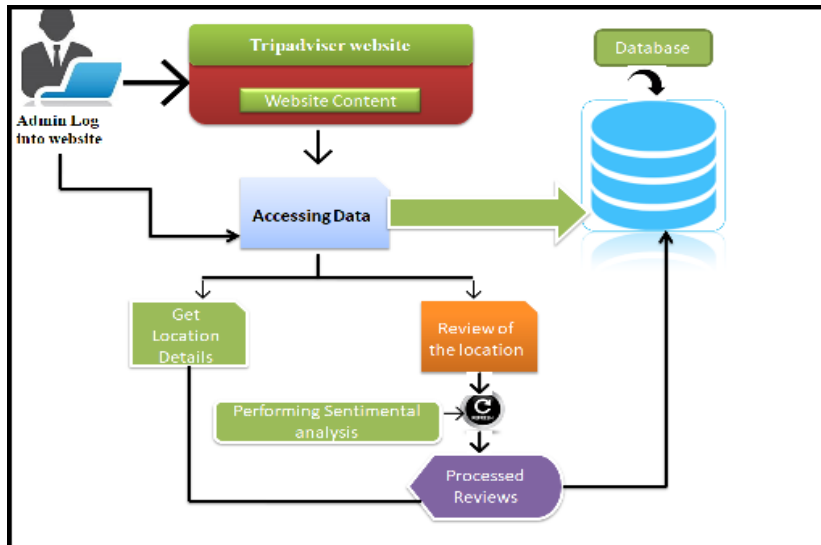 Tripadviser website
Database
Website Content
Admin Log
into website
Accessing Data
Get
Location
Details
Review of
the location
Performing Sentimental
analysis
Processed
Reviews